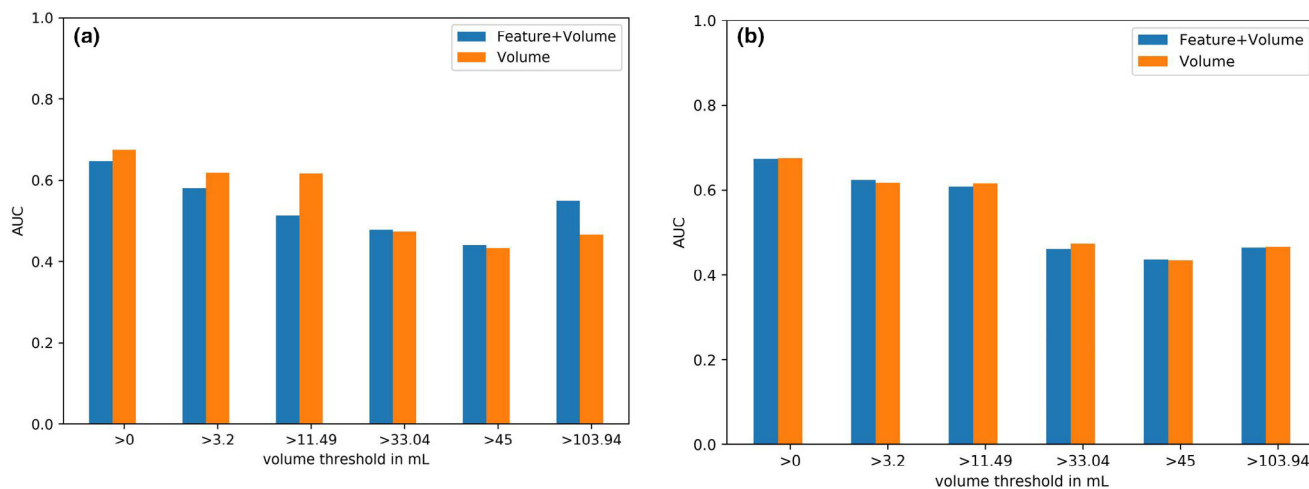 (a)
Feature+Volume
Volume
1.0
0.8
0.6
0.4
0.2
0.0
AUC
>0 >3.2 >11.49 >33.04 >45 >103.94
volume threshold in mL
(b)
Feature+Volume
Volume
1.0
0.8
0.6
0.4
0.2
0.0
AUC
>0 >3.2 >11.49 >33.04 >45 >103.94
volume threshold in mL